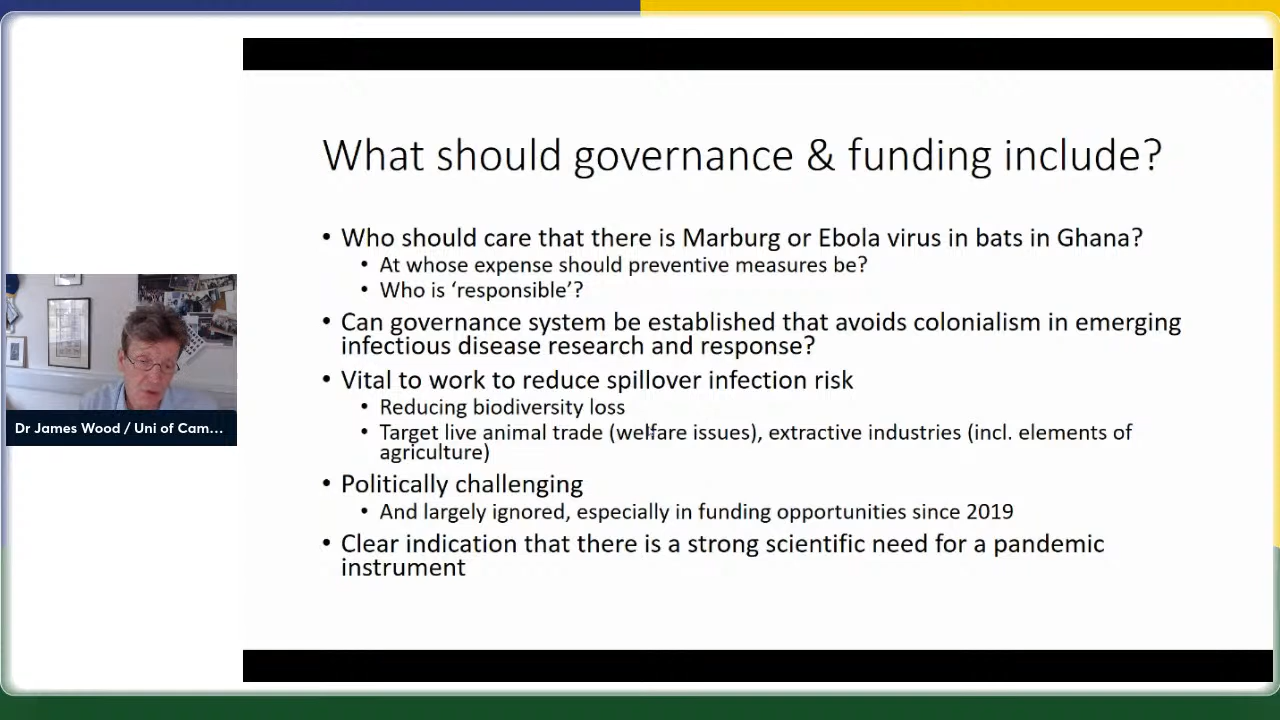 What should governance & funding include?
• Who should care that there is Marburg or Ebola virus in bats in Ghana?
• At whose expense should preventive measures be?
• Who is ‘responsible’?
• Can governance system be established that avoids colonialism in emerging
infectious disease research and response?
• Vital to work to reduce spillover infection risk
• Reducing biodiversity loss
• Target live animal trade (welfare issues), extractive industries (incl. elements of
agriculture)
• Politically challenging
• And largely ignored, especially in funding opportunities since 2019
• Clear indication that there is a strong scientific need for a pandemic
instrument
Dr James Wood / Uni of Cam...